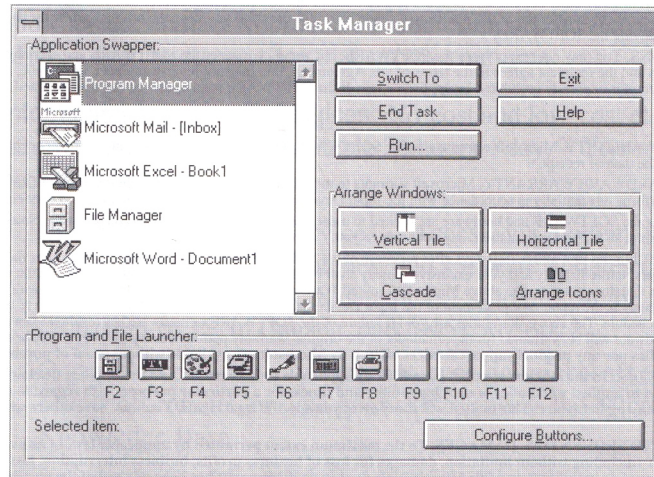 Task Manager
Application Swapper:
Program Manager
Microsoft
Microsoft Mail - [Inbox]
Microsoft Excel - Book1
File Manager
Microsoft Word - Document1
Switch To
Exit
End Task
Help
Run...
Arrange Windows:
Vertical Tile
Horizontal Tile
Cascade
Arrange Icons
Program and File Launcher:
F2 F3 F4 F5 F6 F7 F8 F9 F10 F11 F12
Selected item:
Configure Buttons...